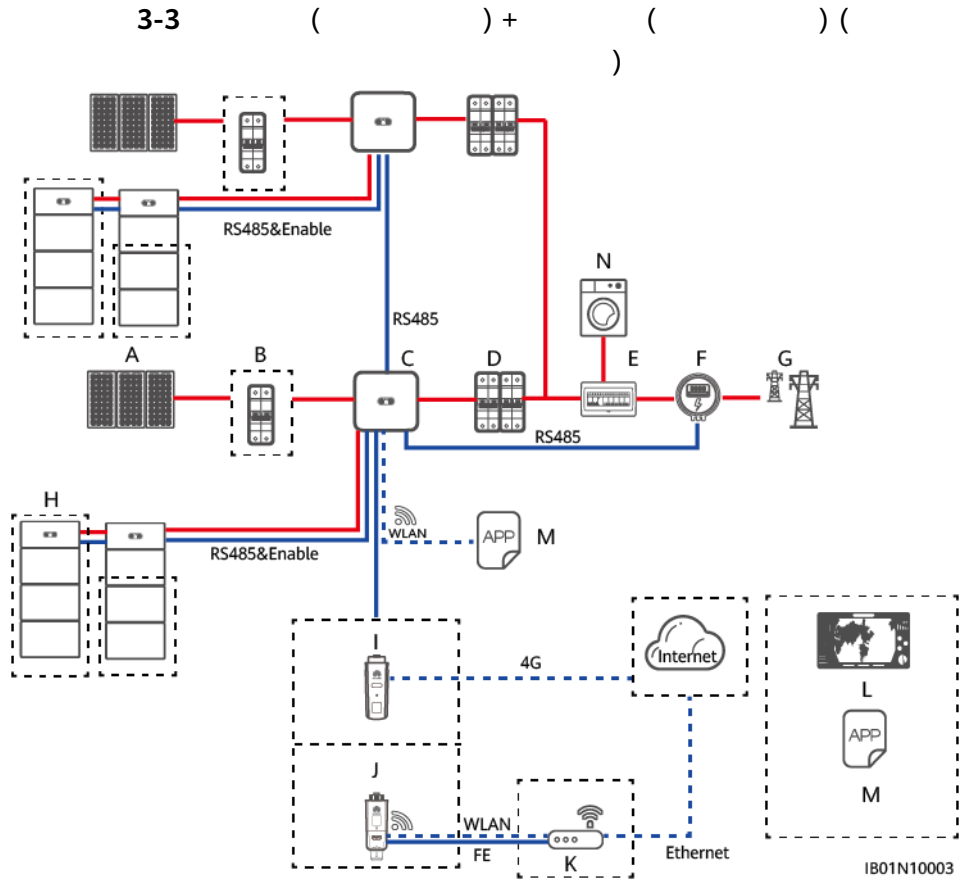 3-3 ( ) + ( ) (
)
RS485&Enable
N
RS485
A B C D E F G
RS485
H
WLAN
APP M
RS485&Enable
I
Internet
4G
L
APP
J
M
WLAN
FE
K
Ethernet
IB01N10003